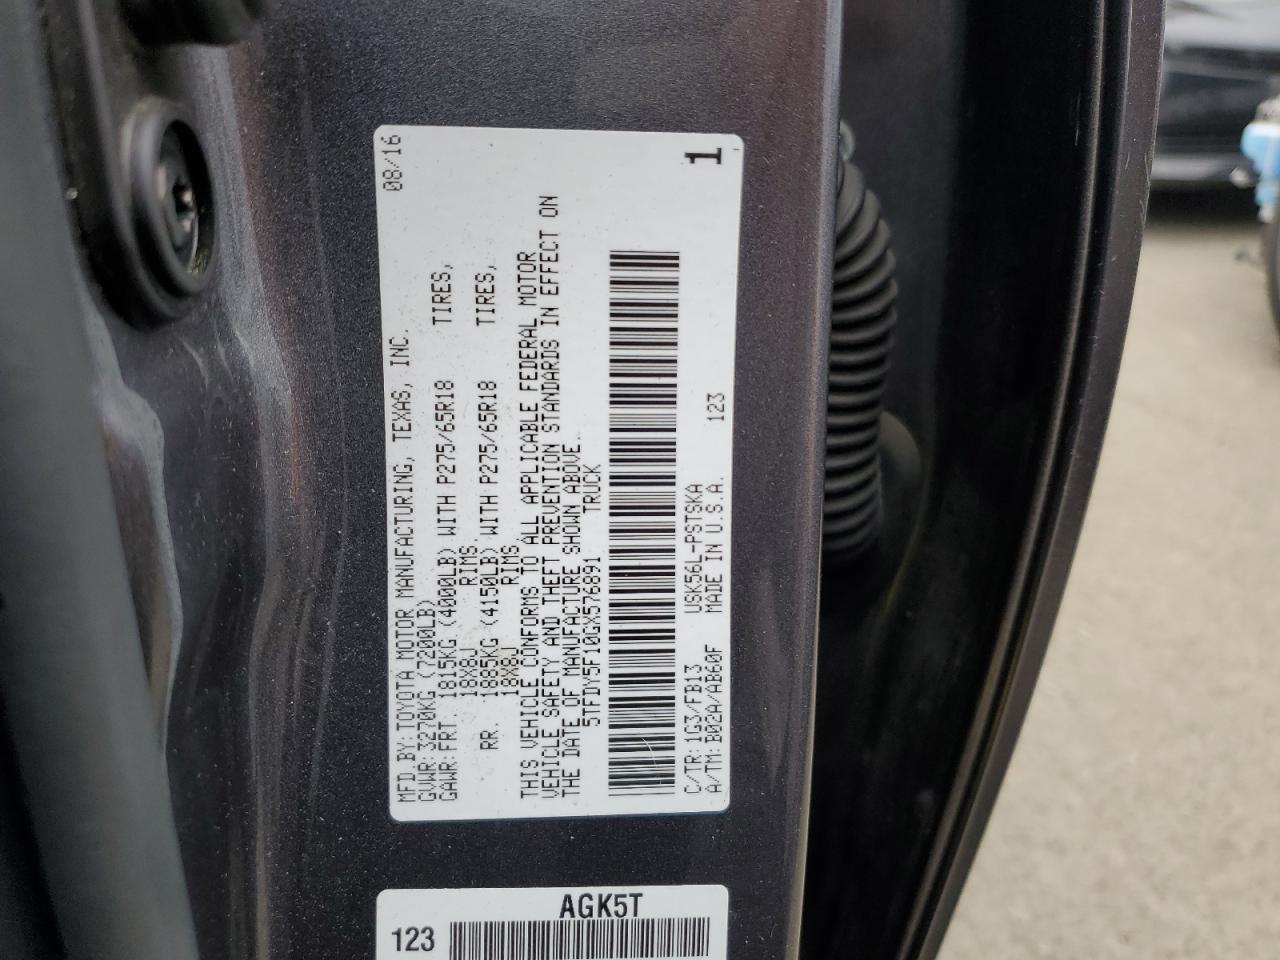 MFD.BY:TOYOTA MOTOR MANUFACTURING, TEXAS, INC. 08/16
GVWR:3270KG (7200LB)
GAWR:FRT. 1815KG (4000LB) WITH P275/65R18 TIRES,
18X8J RIMS
RR. 1885KG (4150LB) WITH P275/65R18 TIRES,
18X8J RIMS
THIS VEHICLE CONFORMS TO ALL APPLICABLE FEDERAL MOTOR
VEHICLE SAFETY AND THEFT PREVENTION STANDARDS IN EFFECT ON
THE DATE OF MANUFACTURE SHOWN ABOVE.
5TFDY5F10GX576891 TRUCK
C/TR:1G3/FB13 USK56L-PSTSKA
A/TM:B02A/AB60F MADE IN U.S.A. 123
1
AGK5T
123